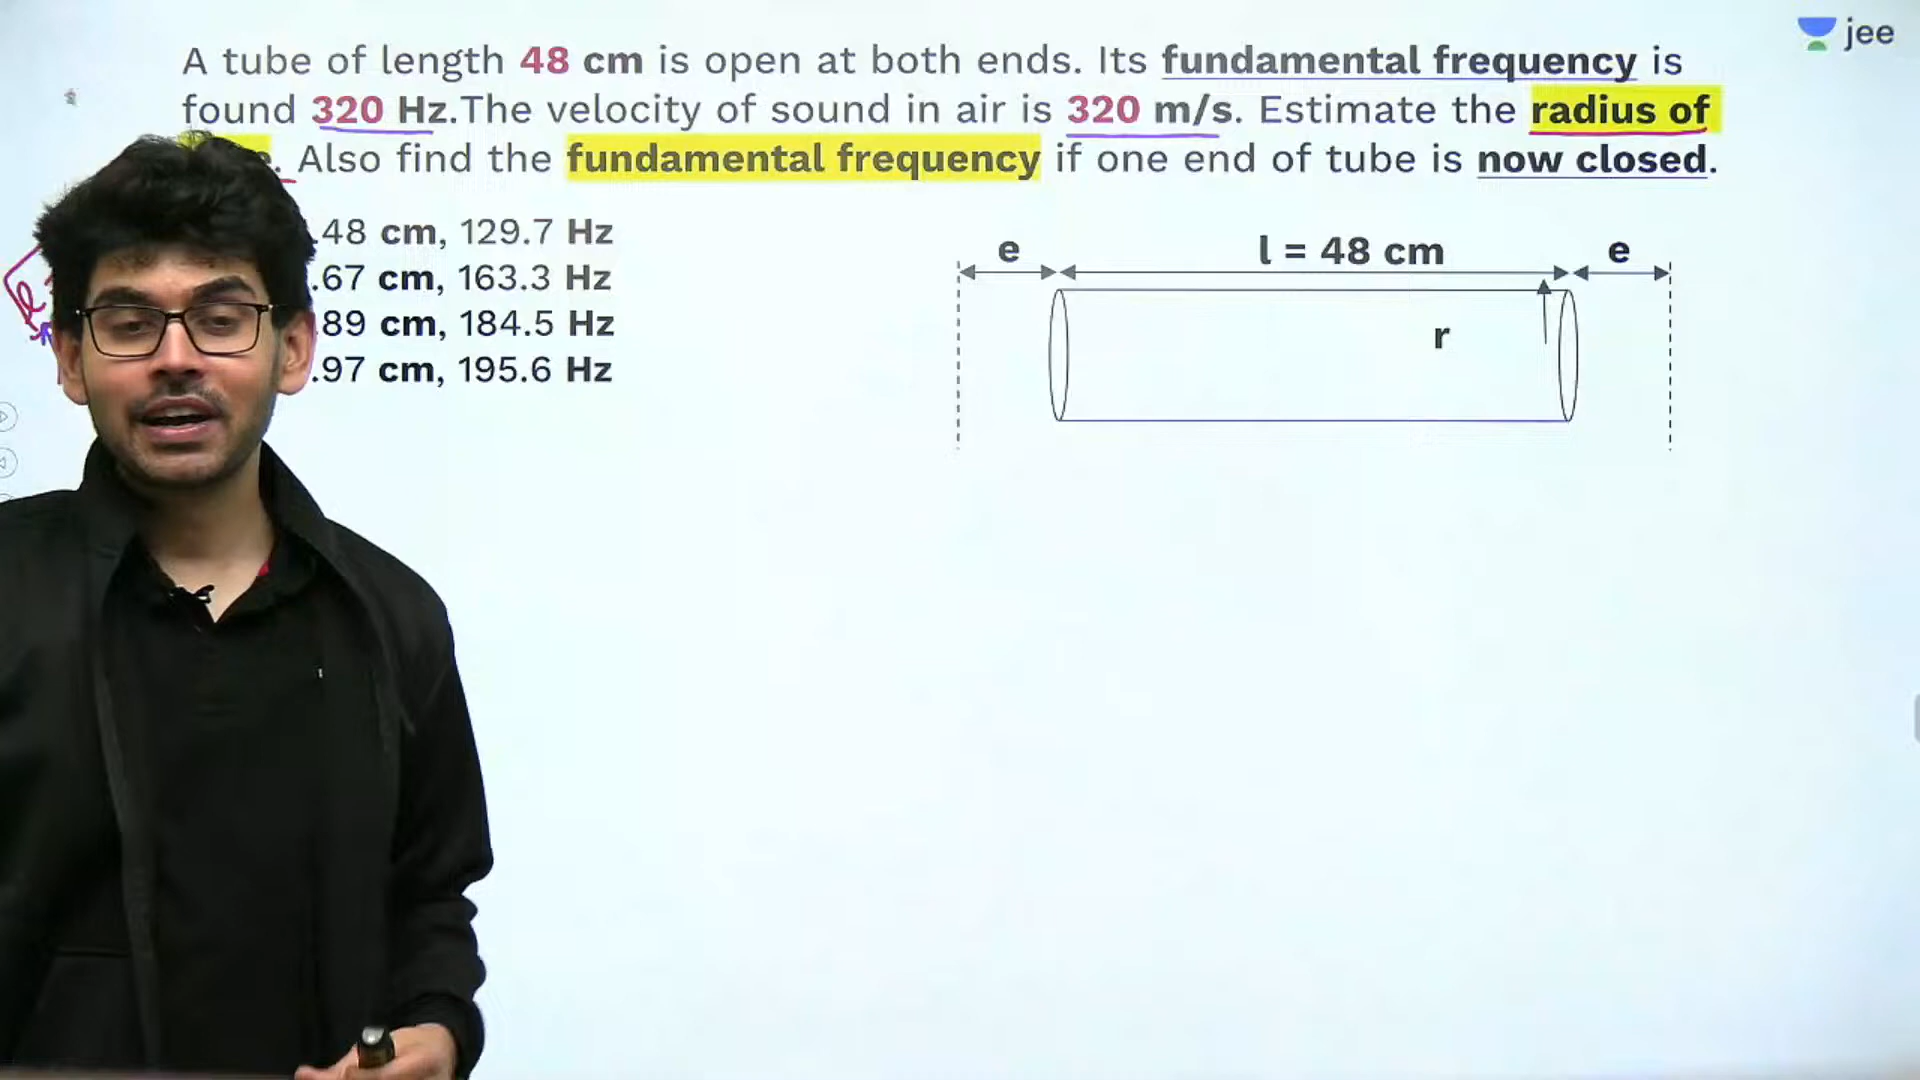 jee
A tube of length 48 cm is open at both ends. Its fundamental frequency is
found 320 Hz.The velocity of sound in air is 320 m/s. Estimate the radius of
. Also find the fundamental frequency if one end of tube is now closed.
.48 cm, 129.7 Hz
.67 cm, 163.3 Hz
.89 cm, 184.5 Hz
.97 cm, 195.6 Hz
e l = 48 cm e
r